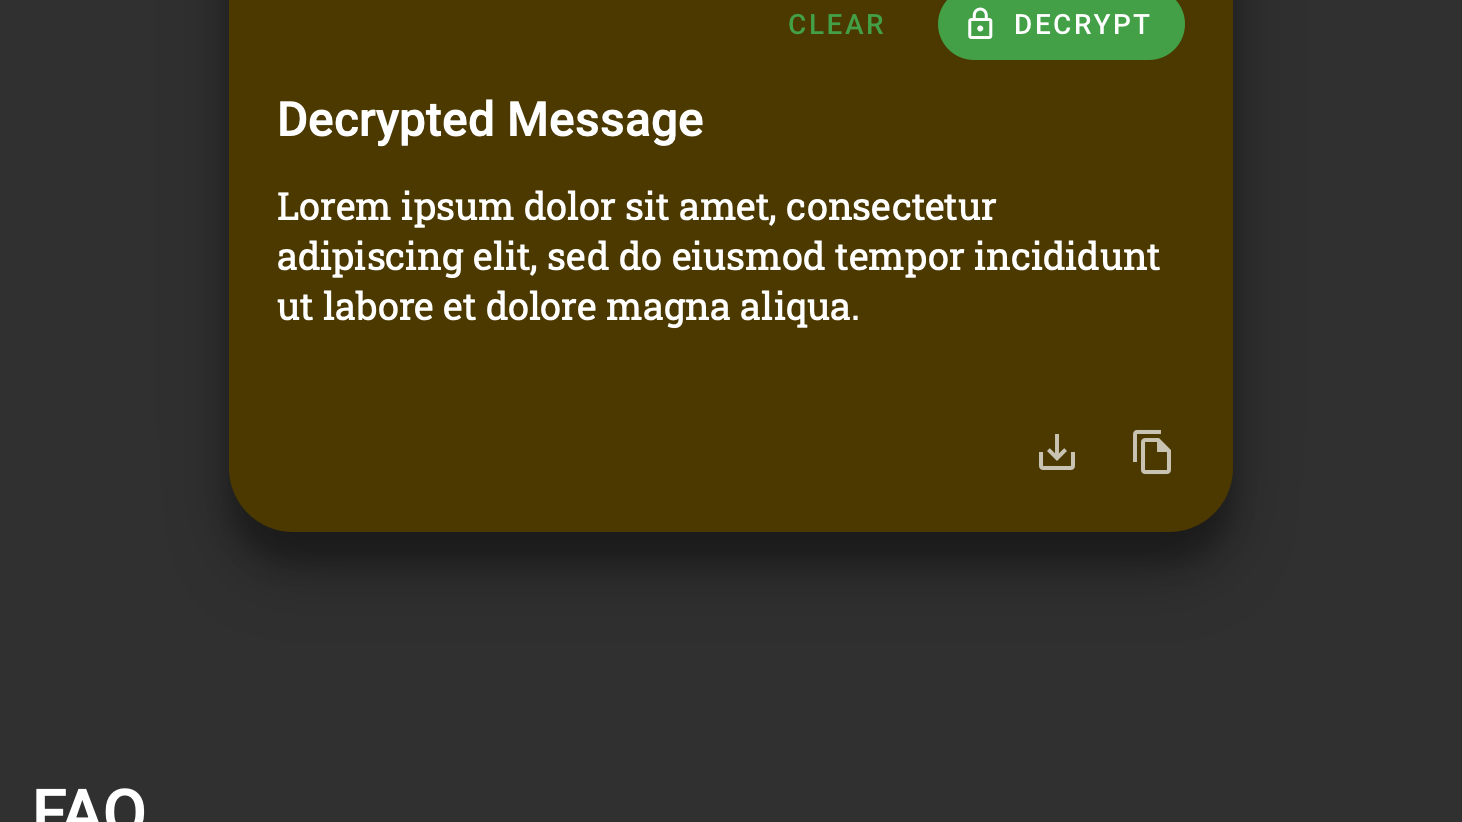 CLEAR DECRYPT
Decrypted Message
Lorem ipsum dolor sit amet, consectetur
adipiscing elit, sed do eiusmod tempor incididunt
ut labore et dolore magna aliqua.
FAQ